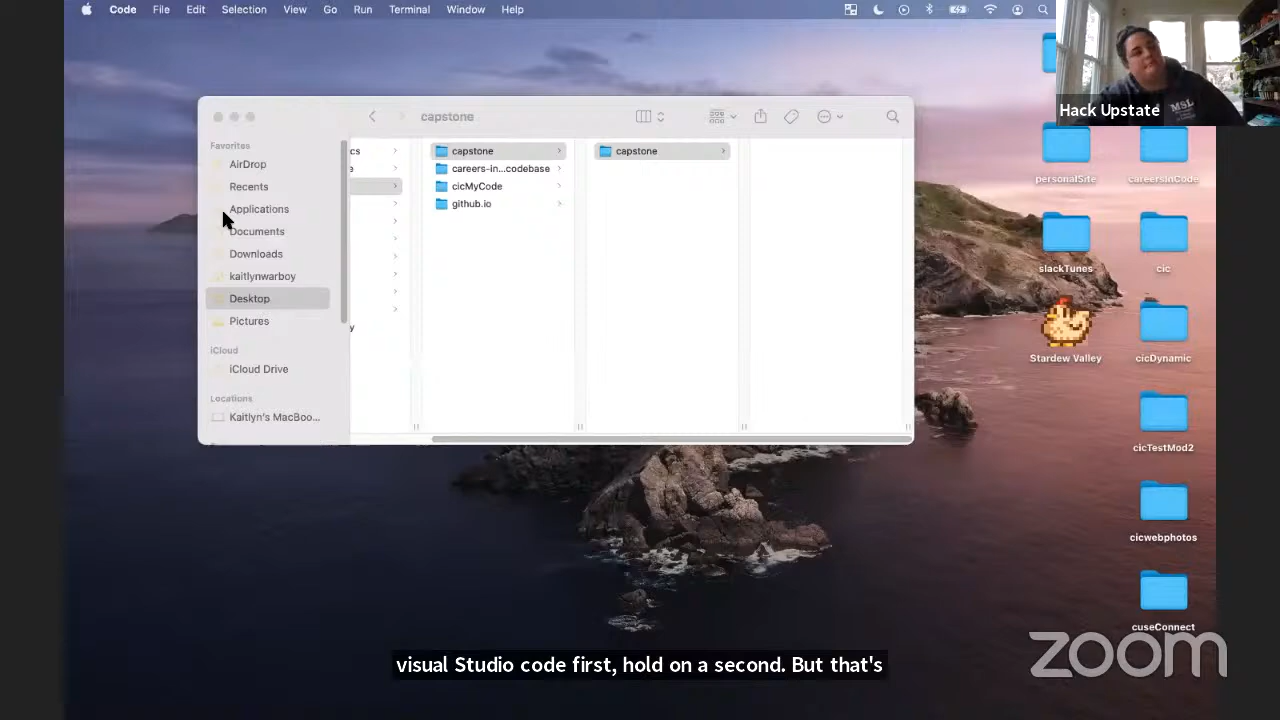 Code File Edit Selection View Go Run Terminal Window Help
Hack Upstate
MSL
capstone
Favorites
AirDrop
Recents
Applications
Documents
Downloads
kaitlynwarboy
Desktop
Pictures
iCloud
iCloud Drive
Locations
Kaitlyn's MacBoo...
cs
e
y
capstone
careers-in...codebase
cicMyCode
github.io
capstone
personalSite
careersInCode
slackTunes
cic
Stardew Valley
cicDynamic
cicTestMod2
cicwebphotos
cuseConnect
visual Studio code first, hold on a second. But that's
zoom